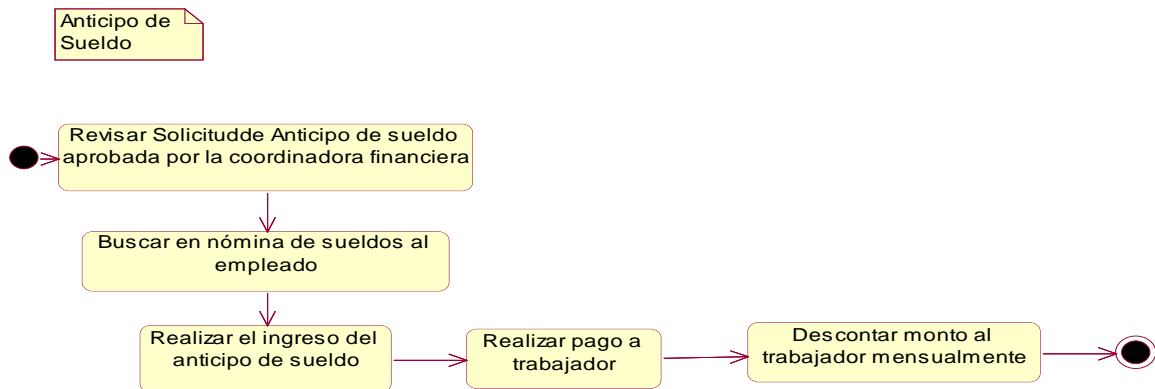 Anticipo de
Sueldo
Revisar Solicitudde Anticipo de sueldo
aprobada por la coordinadora financiera
Buscar en nómina de sueldos al
empleado
Realizar el ingreso del
anticipo de sueldo
Realizar pago a
trabajador
Descontar monto al
trabajador mensualmente